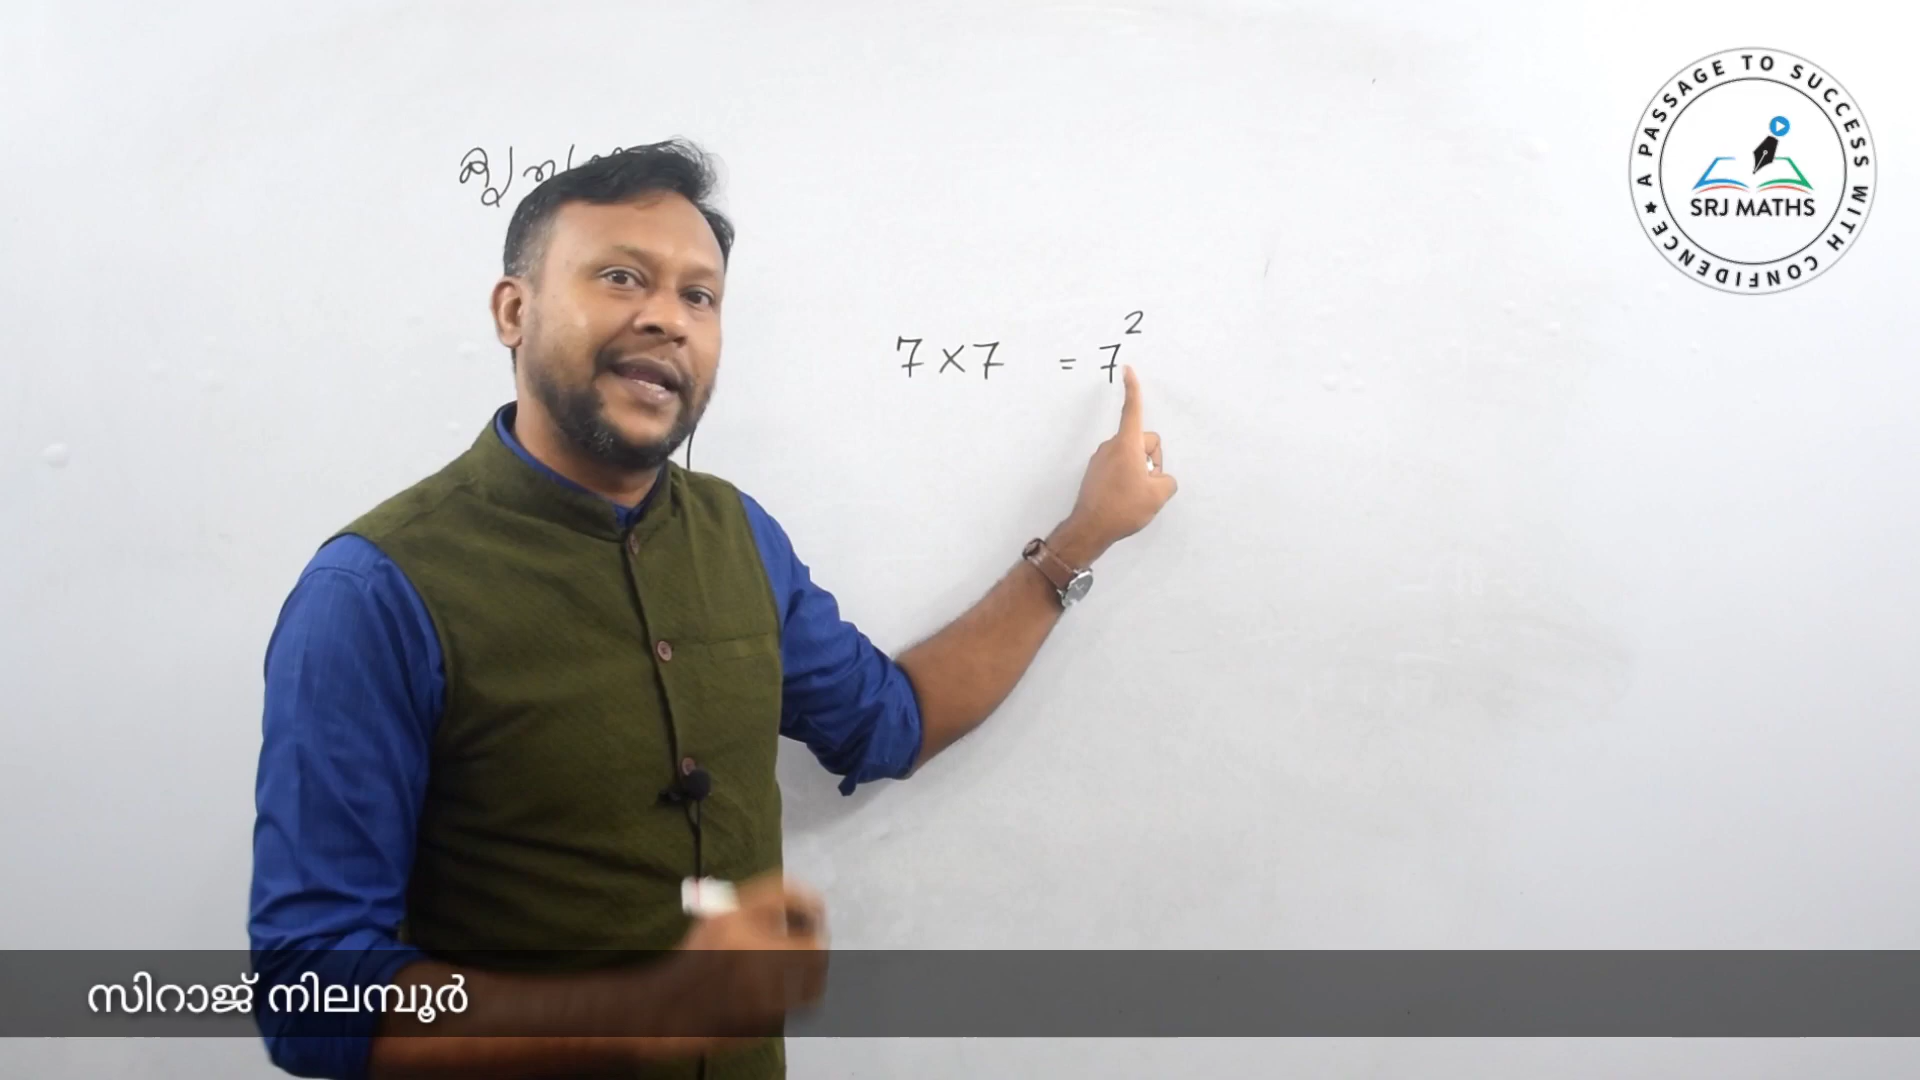 A PASSAGE TO SUCCESS WITH CONFIDENCE ★
SRJ MATHS
7 × 7 = 7²
സിറാജ് നിലമ്പൂർ